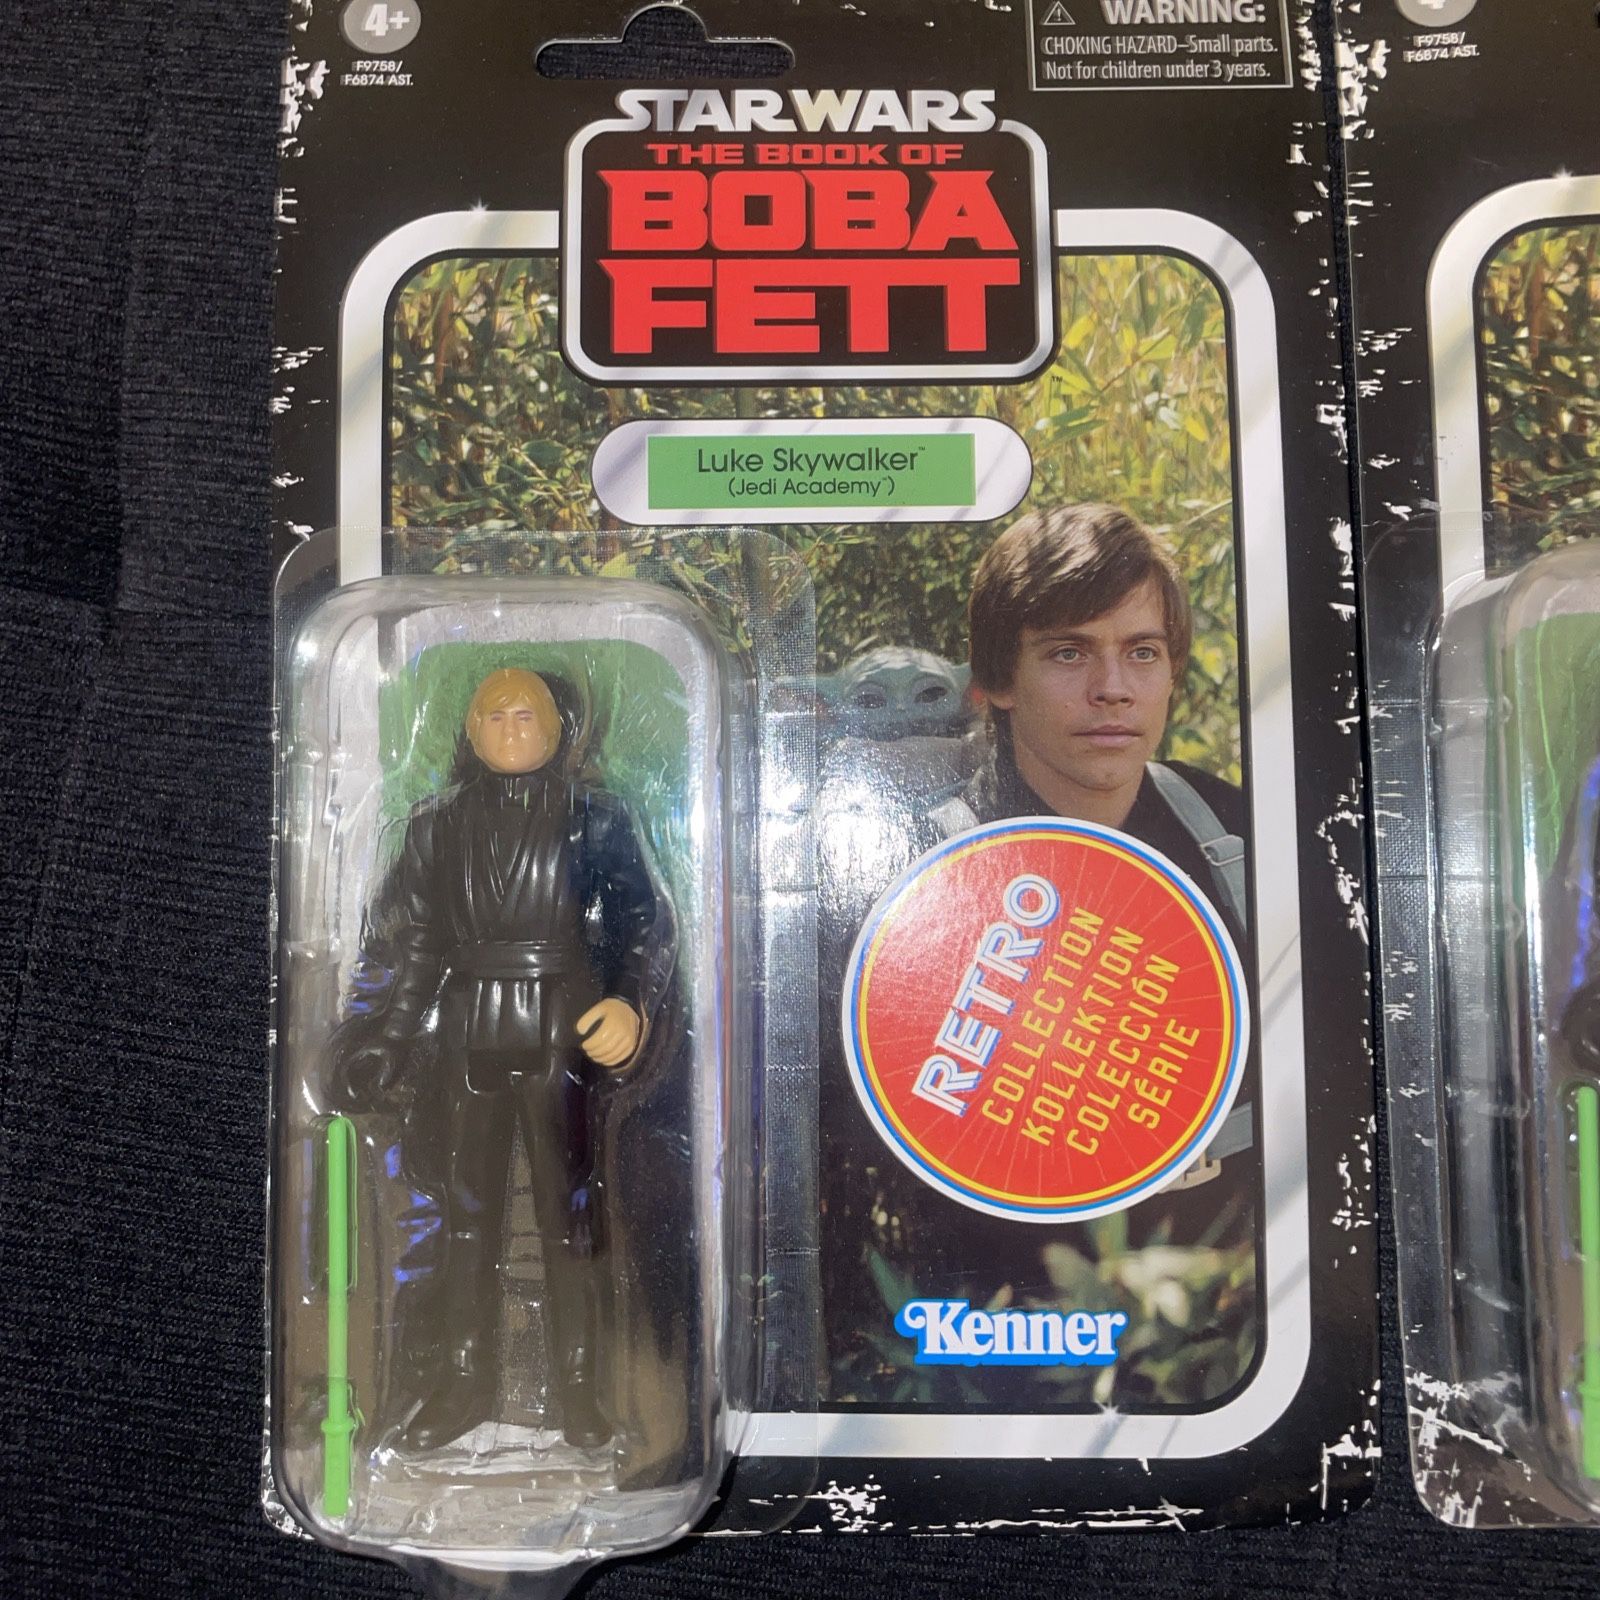 4+
F9758/
F6874 AST.
WARNING:
CHOKING HAZARD–Small parts.
Not for children under 3 years.
STAR WARS
THE BOOK OF
BOBA
FETT
™
Luke Skywalker™
(Jedi Academy™)
RETRO
COLLECTION
KOLLEKTION
COLECCIÓN
SÉRIE
Kenner
F9758/
F6874 AST.